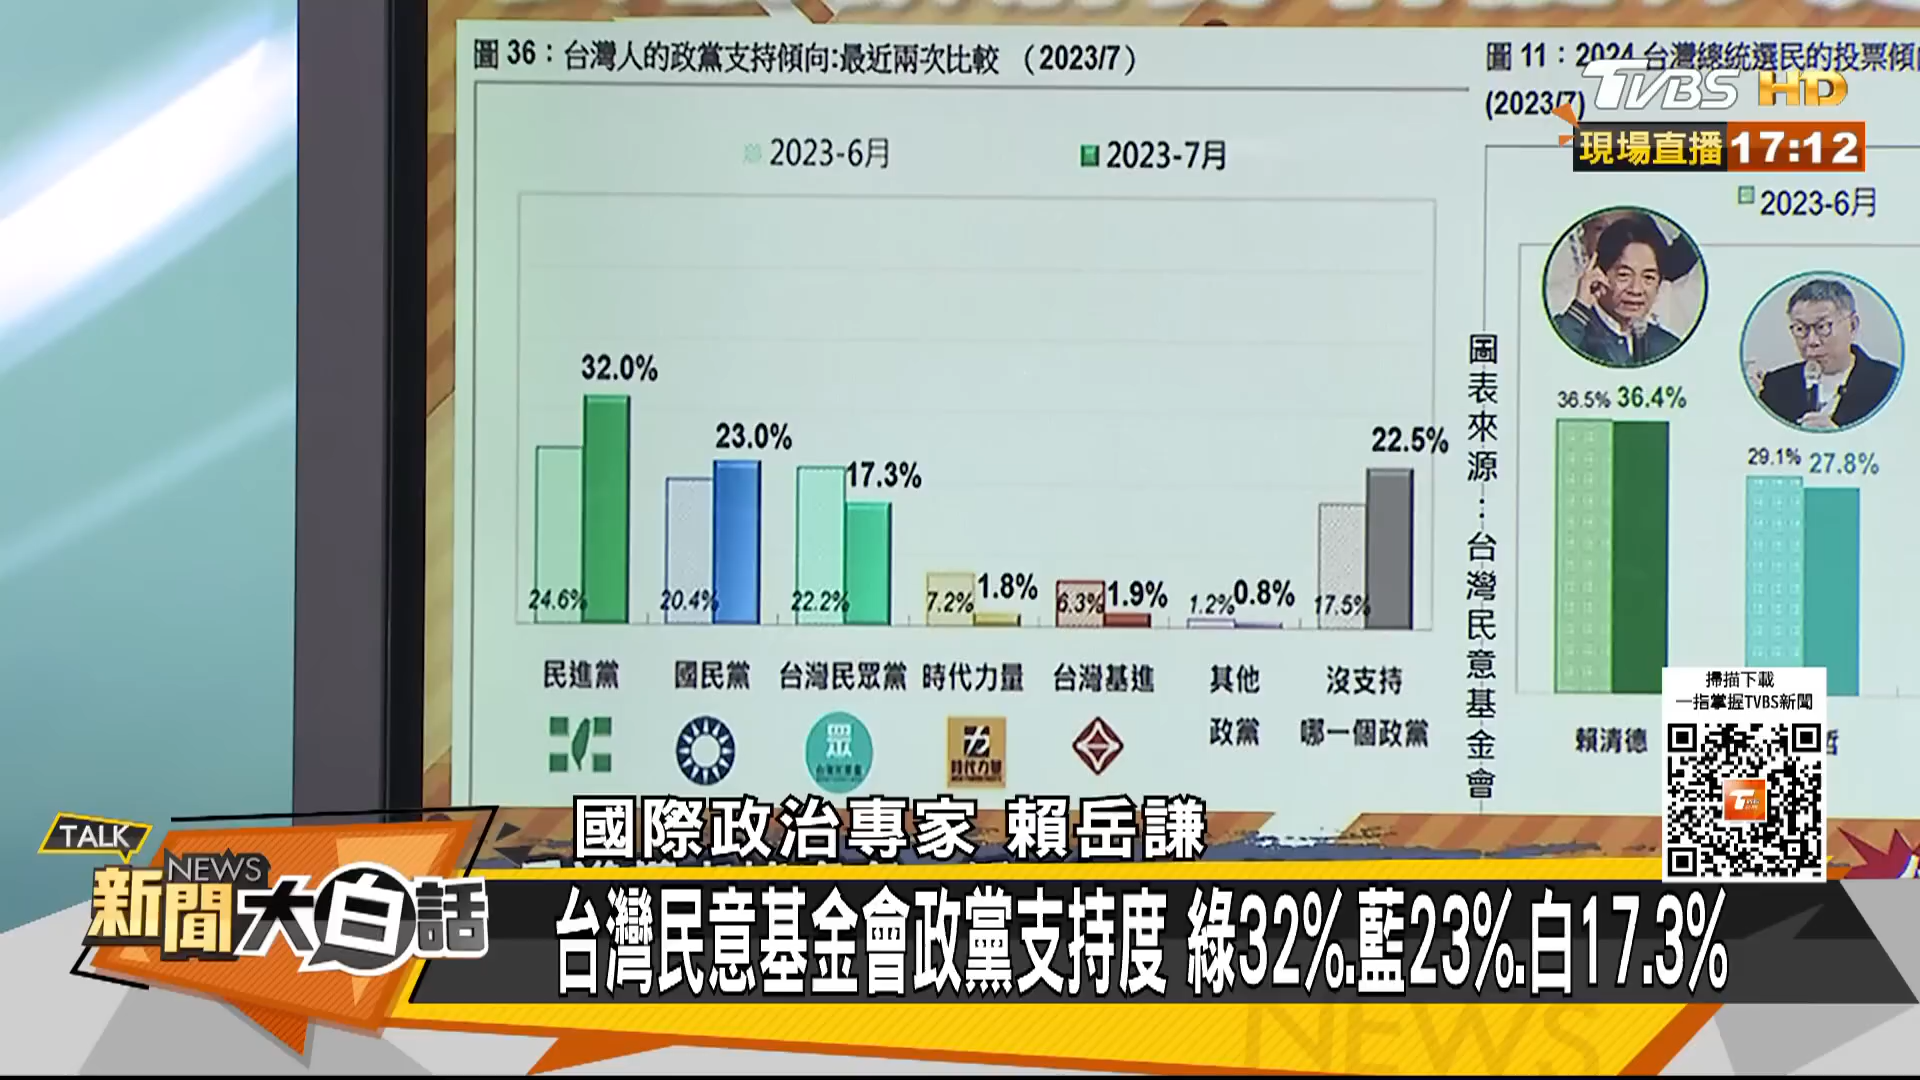 圖 36：台灣人的政黨支持傾向:最近兩次比較 （2023/7）
2023-6月
2023-7月
32.0%
23.0%
17.3%
1.8%
1.9%
0.8%
22.5%
24.6%
20.4%
22.2%
7.2%
6.3%
1.2%
17.5%
民進黨
國民黨
台灣民眾黨
時代力量
台灣基進
其他
政黨
沒支持
哪一個政黨
眾
力
時代力量
圖表來源：台灣民意基金會
圖 11：2024 台灣總統選民的投票傾
(2023/7)
2023-6月
36.5% 36.4%
29.1% 27.8%
賴清德
哲
TVBS HD
現場直播 17:12
掃描下載
一指掌握TVBS新聞
國際政治專家 賴岳謙
TALK
NEWS
新聞大白話
台灣民意基金會政黨支持度 綠32%.藍23%.白17.3%
NEWS